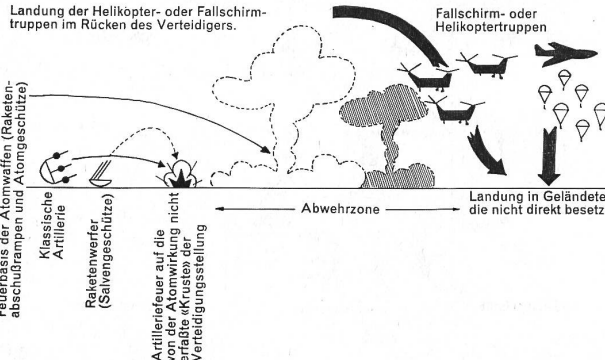 Landung der Helikopter- oder Fallschirm-
truppen im Rücken des Verteidigers.
Fallschirm- oder
Helikoptertruppen
Feuerbasis der Atomwaffen (Raketen-
abschußrampen und Atomgeschütze)
Klassische
Artillerie
Raketenwerfer
(Salvengeschütze)
Artilleriefeuer auf die
von der Atomwirkung nicht
erfaßte «Kruste» der
Verteidigungsstellung
Abwehrzone
Landung in Geländete
die nicht direkt besetz